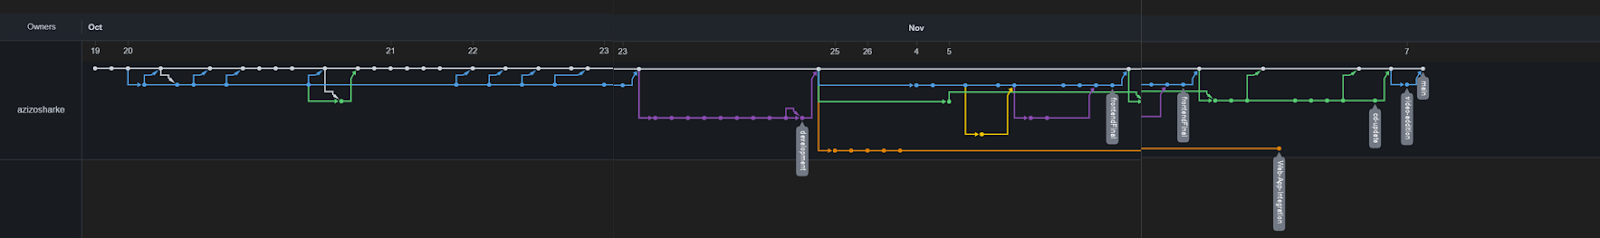 Owners
Oct
Nov
19 20 21 22 23 23 25 26 4 5 7
azizosharke
development
frontendFinal
frontendFinal
cd-update
video-addition
main
Web-App-Integration